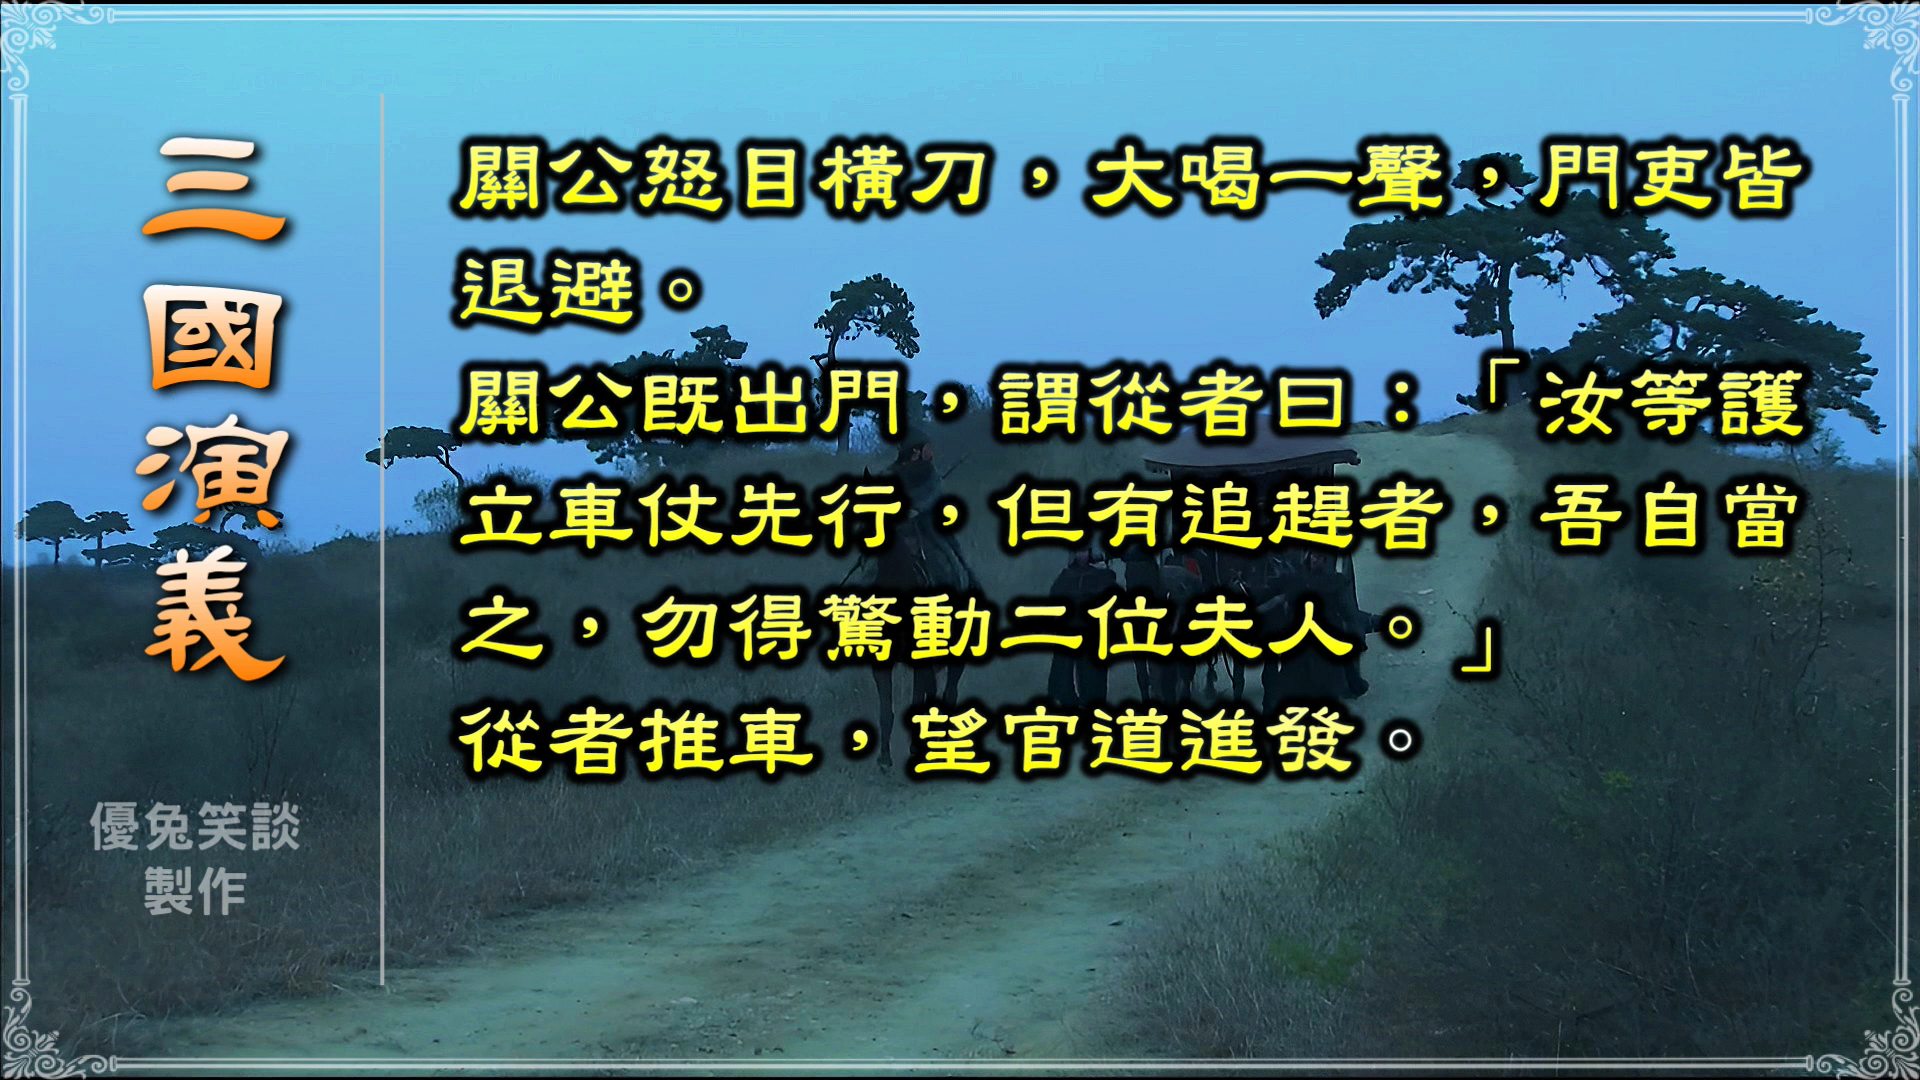 三國演義
優兔笑談
製作
關公怒目橫刀，大喝一聲，門吏皆
退避。
關公既出門，謂從者曰：「汝等護
立車仗先行，但有追趕者，吾自當
之，勿得驚動二位夫人。」
從者推車，望官道進發。